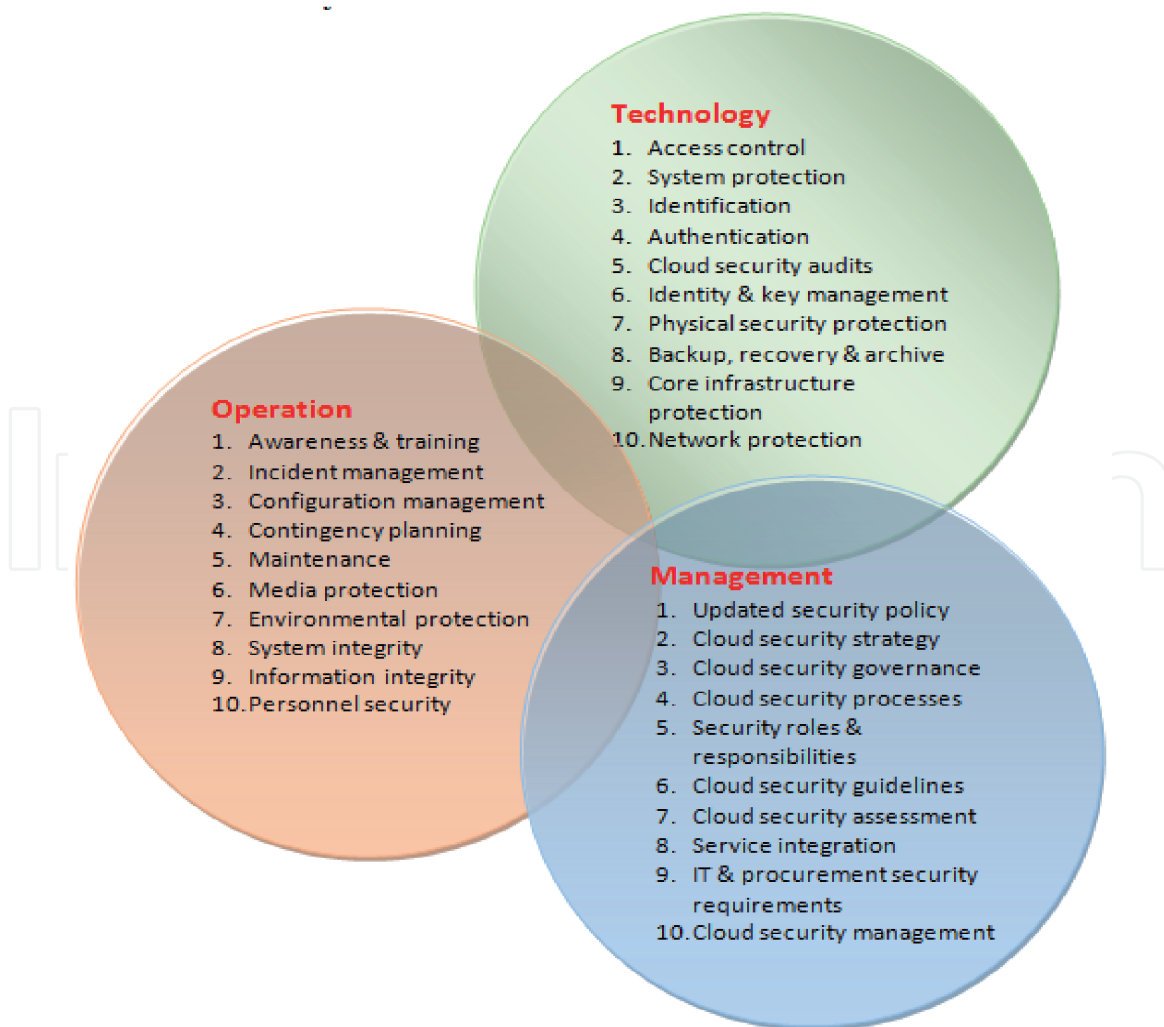 Technology
1. Access control
2. System protection
3. Identification
4. Authentication
5. Cloud security audits
6. Identity & key management
7. Physical security protection
8. Backup, recovery & archive
9. Core infrastructure
protection
10. Network protection
Operation
1. Awareness & training
2. Incident management
3. Configuration management
4. Contingency planning
5. Maintenance
6. Media protection
7. Environmental protection
8. System integrity
9. Information integrity
10. Personnel security
Management
1. Updated security policy
2. Cloud security strategy
3. Cloud security governance
4. Cloud security processes
5. Security roles &
responsibilities
6. Cloud security guidelines
7. Cloud security assessment
8. Service integration
9. IT & procurement security
requirements
10. Cloud security management